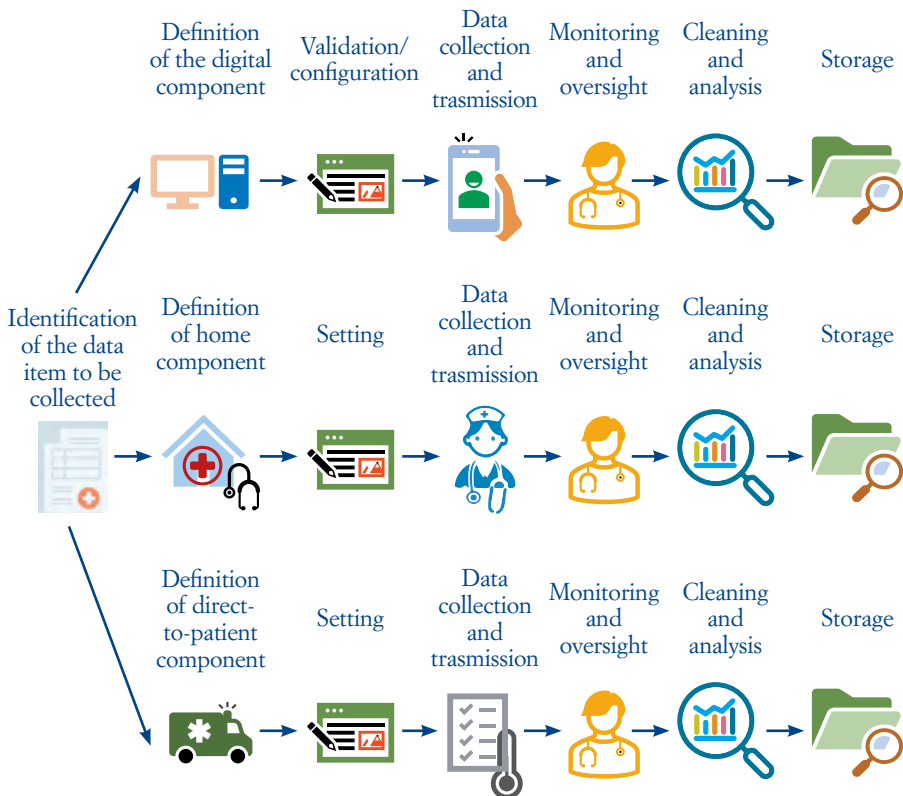 Definition
of the digital
component
Validation/
configuration
Data
collection
and
trasmission
Monitoring
and
oversight
Cleaning
and
analysis
Storage
Identification
of the data
item to be
collected
Definition
of home
component
Setting
Data
collection
and
trasmission
Monitoring
and
oversight
Cleaning
and
analysis
Storage
Definition
of direct-
to-patient
component
Setting
Data
collection
and
trasmission
Monitoring
and
oversight
Cleaning
and
analysis
Storage